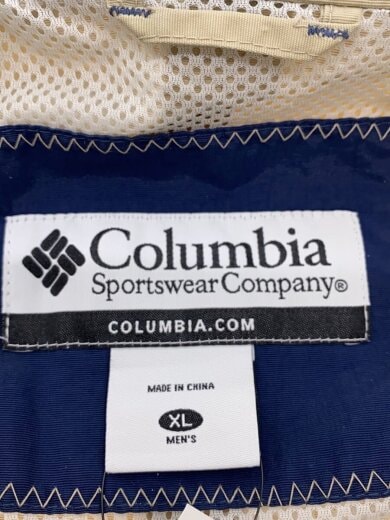 Columbia
Sportswear Company®
COLUMBIA.COM
MADE IN CHINA
XL
MEN'S